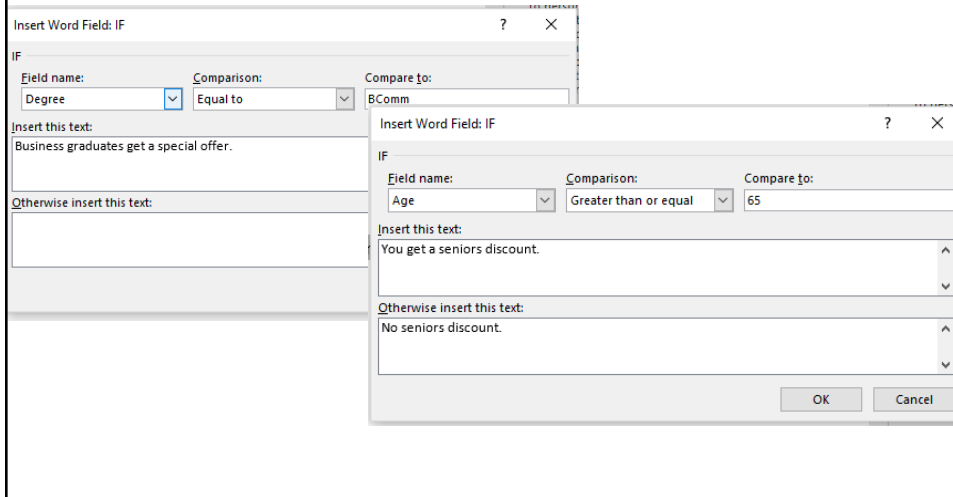 Insert Word Field: IF ? ×
IF
Field name: Comparison: Compare to:
Degree Equal to BComm
Insert this text:
Business graduates get a special offer.
Otherwise insert this text:
Insert Word Field: IF ? ×
IF
Field name: Comparison: Compare to:
Age Greater than or equal 65
Insert this text:
You get a seniors discount.
Otherwise insert this text:
No seniors discount.
OK Cancel